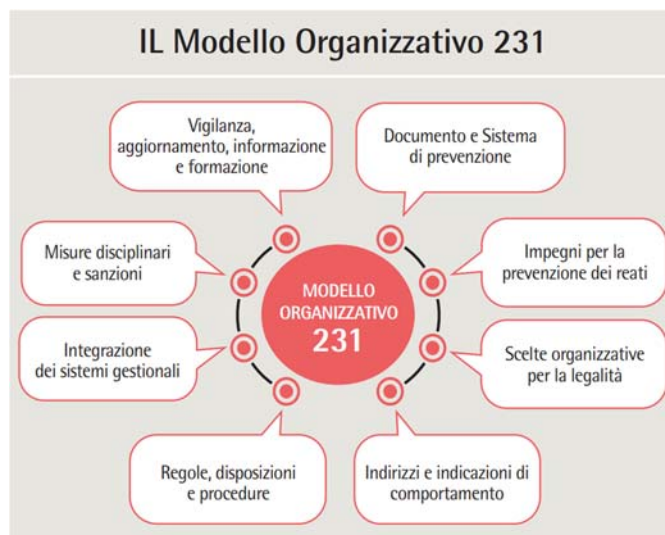 IL Modello Organizzativo 231
Vigilanza,
aggiornamento, informazione
e formazione
Documento e Sistema
di prevenzione
Misure disciplinari
e sanzioni
Impegni per la
prevenzione dei reati
MODELLO
ORGANIZZATIVO
231
Integrazione
dei sistemi gestionali
Scelte organizzative
per la legalità
Regole, disposizioni
e procedure
Indirizzi e indicazioni di
comportamento